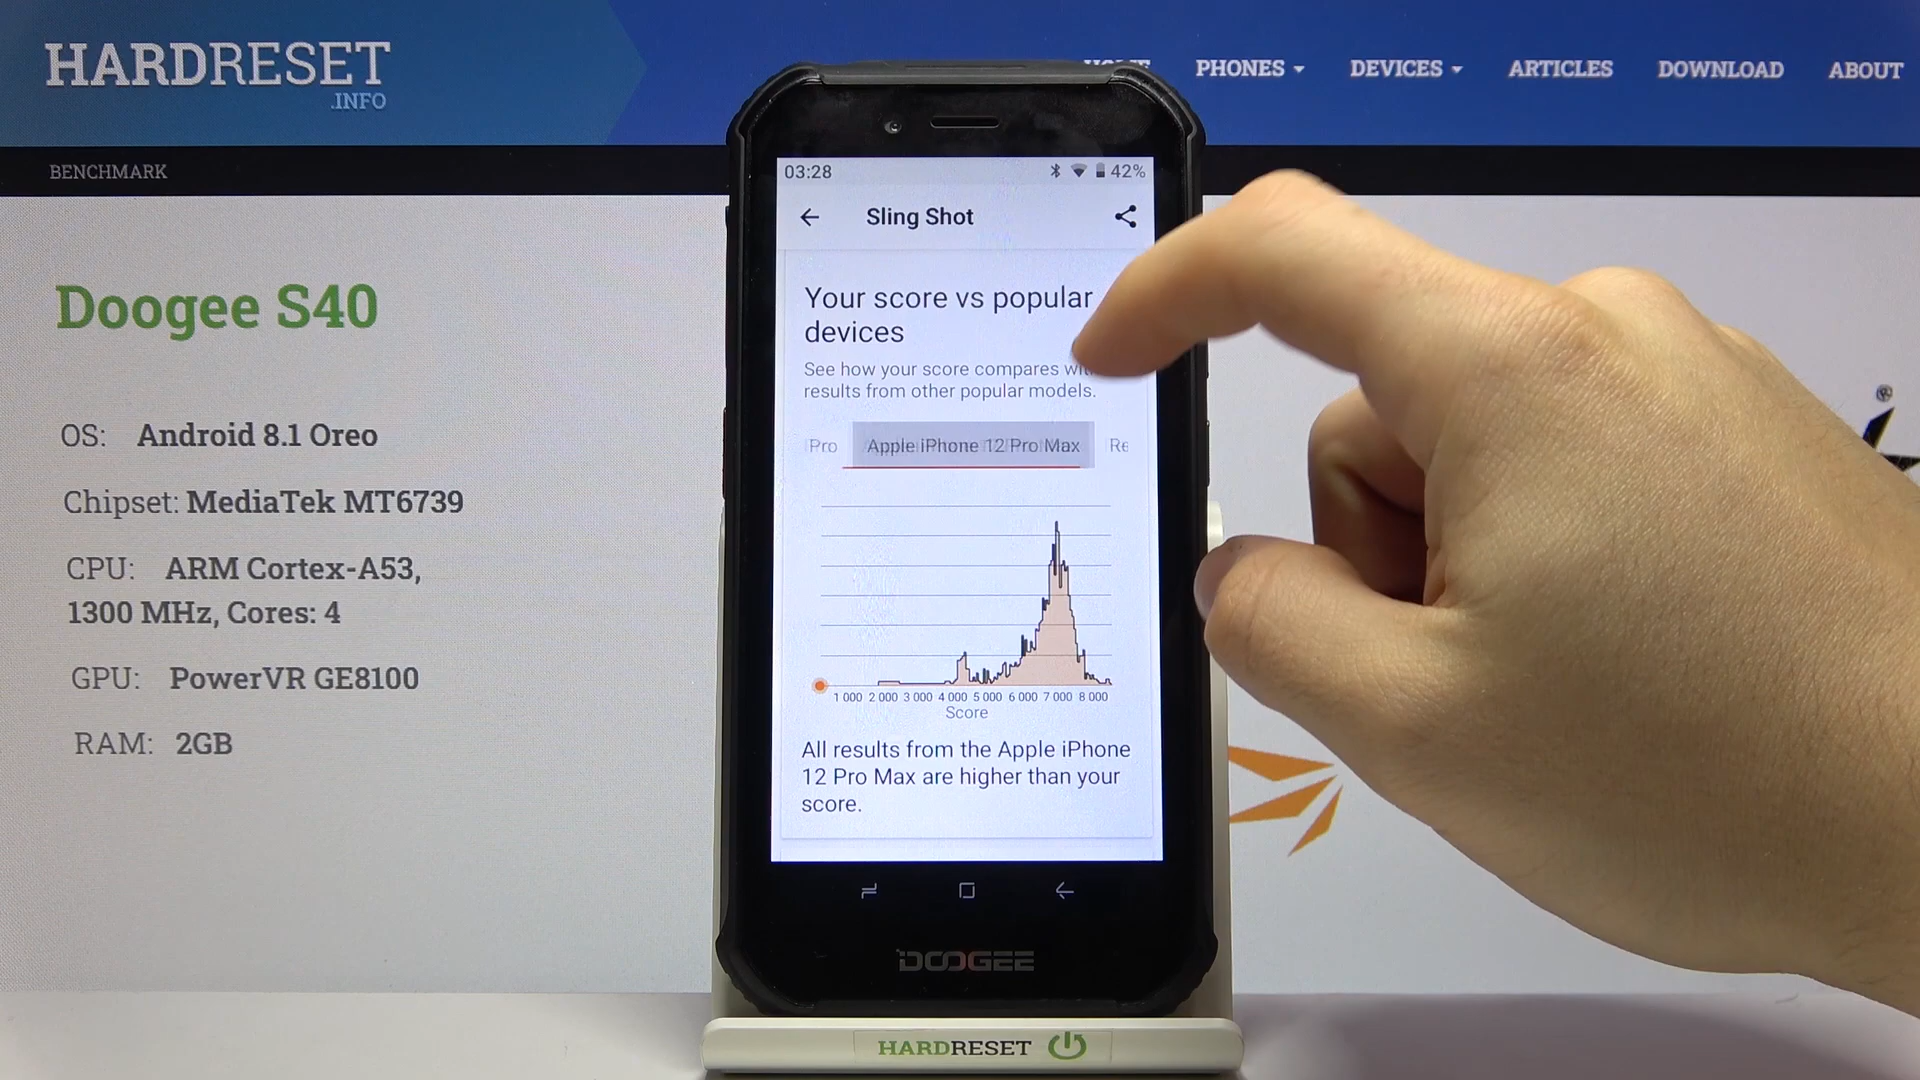 HARDRESET
.INFO
PHONES
DEVICES
ARTICLES
DOWNLOAD
ABOUT
BENCHMARK
Doogee S40
OS: Android 8.1 Oreo
Chipset: MediaTek MT6739
CPU: ARM Cortex-A53,
1300 MHz, Cores: 4
GPU: PowerVR GE8100
RAM: 2GB
03:28
42%
Sling Shot
Your score vs popular
devices
See how your score compares
results from other popular models.
Pro Apple iPhone 12 Pro Max Re
1 000 2 000 3 000 4 000 5 000 6 000 7 000 8 000
Score
All results from the Apple iPhone
12 Pro Max are higher than your
score.
DOOGEE
HARDRESET
®